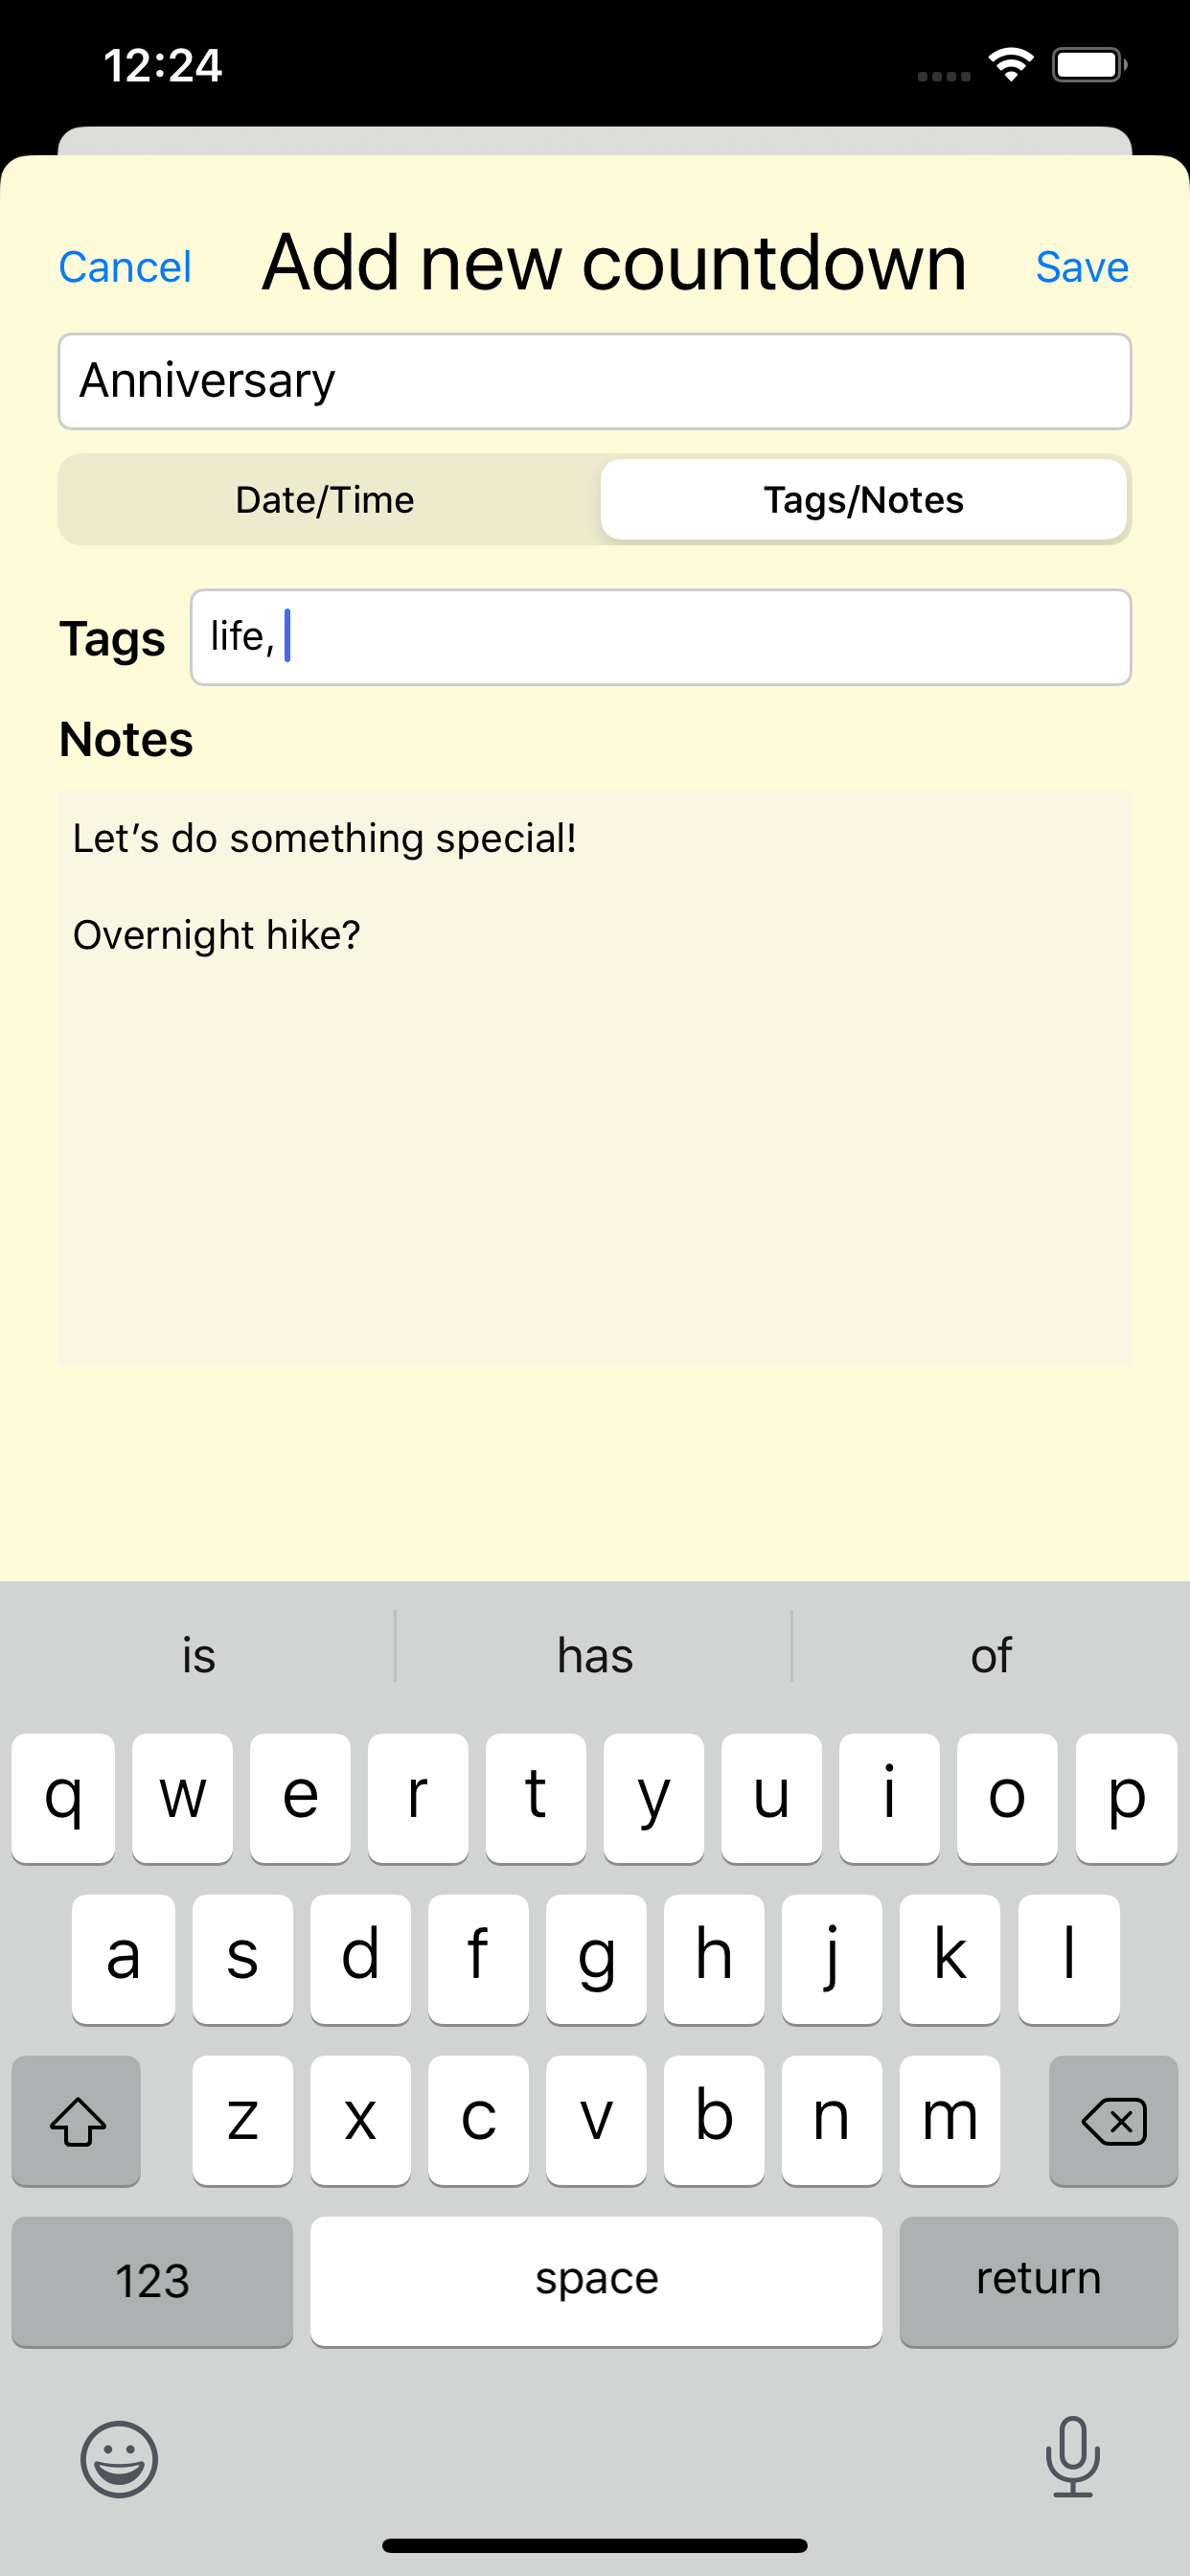 12:24
Cancel Add new countdown Save
Anniversary
Date/Time Tags/Notes
Tags life,
Notes
Let’s do something special!
Overnight hike?
is has of
q w e r t y u i o p
a s d f g h j k l
z x c v b n m
123 space return